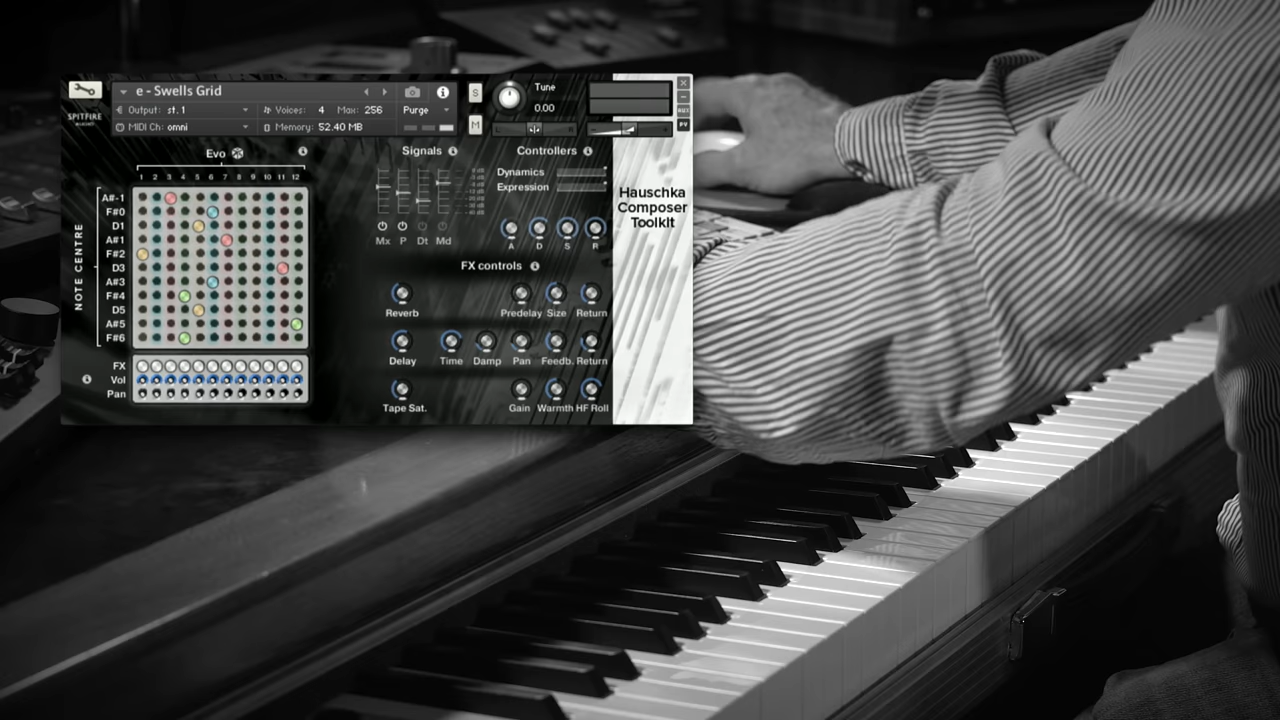 e - Swells Grid
Output: st.1
Voices: 4 Max: 256
Purge
MIDI Ch: omni
Memory: 52.40 MB
S
M
Tune
0.00
L R
AUX
PV
SPITFIRE
Evo
1 2 3 4 5 6 7 8 9 10 11 12
NOTE CENTRE
A#-1
F#0
D1
A#1
F#2
D3
A#3
F#4
D5
A#5
F#6
FX
Vol
Pan
Signals
Mx P Dt Md
Controllers
Dynamics
Expression
A D S R
FX controls
Reverb Predelay Size Return
Delay Time Damp Pan Feedb. Return
Tape Sat. Gain Warmth HF Roll
Hauschka
Composer
Toolkit